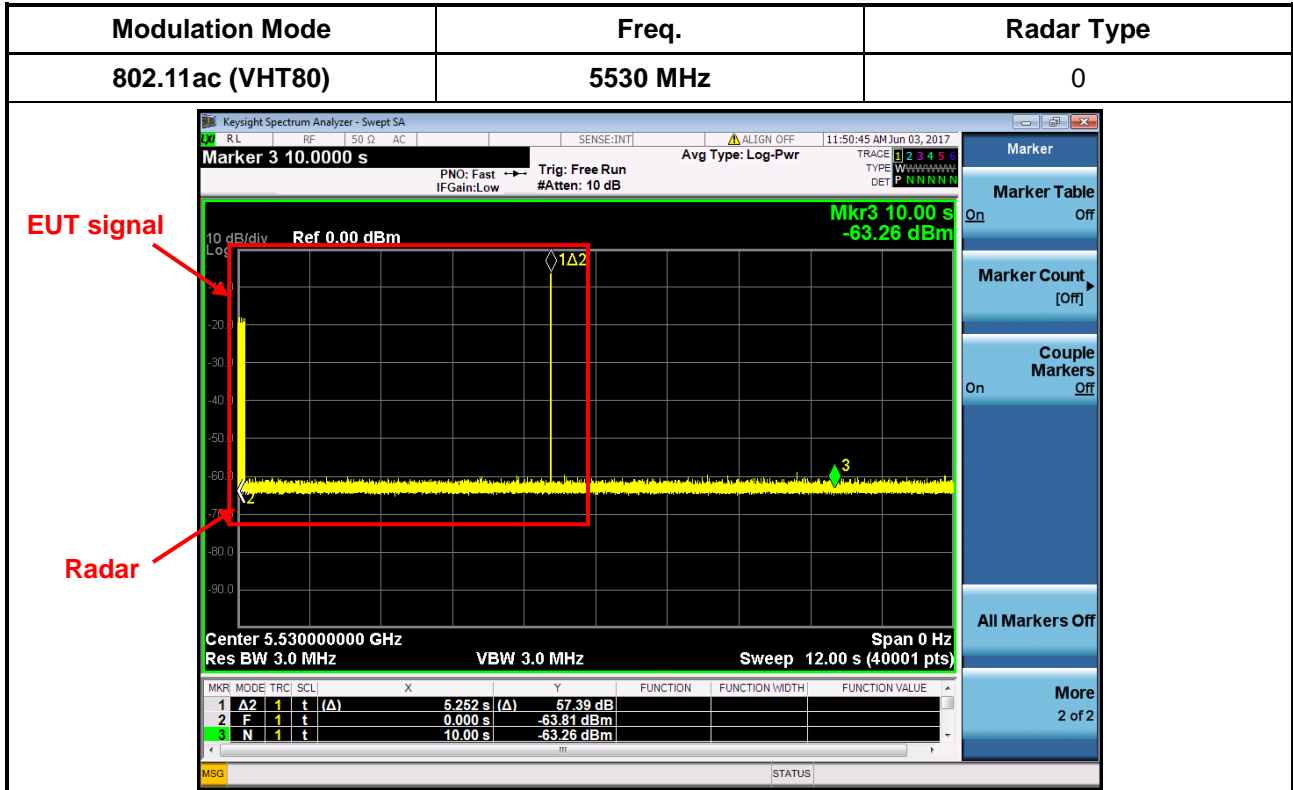 Modulation Mode Freq. Radar Type
802.11ac (VHT80) 5530 MHz 0
Keysight Spectrum Analyzer - Swept SA
LXI RL RF 50 Ω AC SENSE:INT ALIGN OFF 11:50:45 AM Jun 03, 2017
Marker 3 10.0000 s
PNO: Fast
IFGain:Low
Trig: Free Run
#Atten: 10 dB
Avg Type: Log-Pwr
TRACE 1 2 3 4 5 6
TYPE WWWWWW
DET P N N N N N
Marker
Marker Table
On Off
Marker Count
[Off]
Couple
Markers
On Off
All Markers Off
More
2 of 2
EUT signal
Radar
Mkr3 10.00 s
-63.26 dBm
10 dB/div Ref 0.00 dBm
Log
1Δ2
-20.0
-30.0
-40.0
-50.0
-60.0
3
2
-80.0
-90.0
Center 5.530000000 GHz Span 0 Hz
Res BW 3.0 MHz VBW 3.0 MHz Sweep 12.00 s (40001 pts)
MKR MODE TRC SCL X Y FUNCTION FUNCTION WIDTH FUNCTION VALUE
1 Δ2 1 t (Δ) 5.252 s (Δ) 57.39 dB
2 F 1 t 0.000 s -63.81 dBm
3 N 1 t 10.00 s -63.26 dBm
MSG STATUS